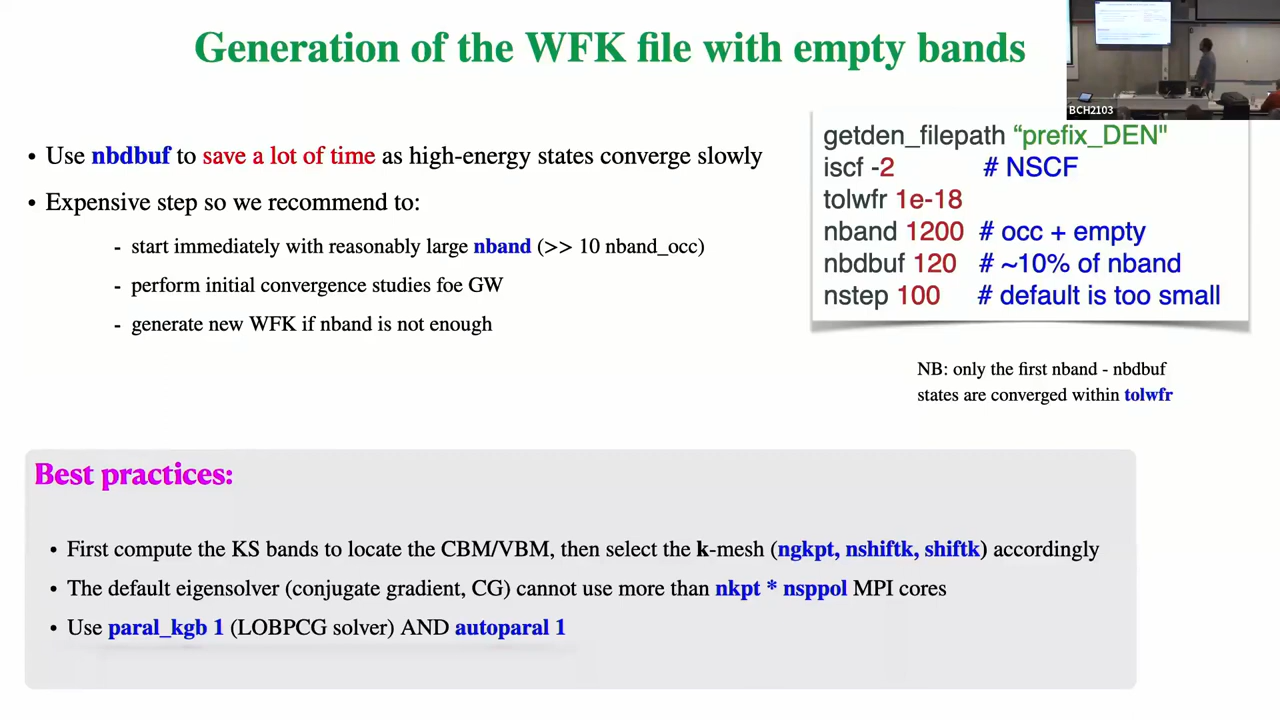 Generation of the WFK file with empty bands
BCH2103
• Use nbdbuf to save a lot of time as high-energy states converge slowly
• Expensive step so we recommend to:
- start immediately with reasonably large nband (>> 10 nband_occ)
- perform initial convergence studies foe GW
- generate new WFK if nband is not enough
getden_filepath “prefix_DEN"
iscf -2 # NSCF
tolwfr 1e-18
nband 1200 # occ + empty
nbdbuf 120 # ~10% of nband
nstep 100 # default is too small
NB: only the first nband - nbdbuf
states are converged within tolwfr
Best practices:
• First compute the KS bands to locate the CBM/VBM, then select the k-mesh (ngkpt, nshiftk, shiftk) accordingly
• The default eigensolver (conjugate gradient, CG) cannot use more than nkpt * nsppol MPI cores
• Use paral_kgb 1 (LOBPCG solver) AND autoparal 1